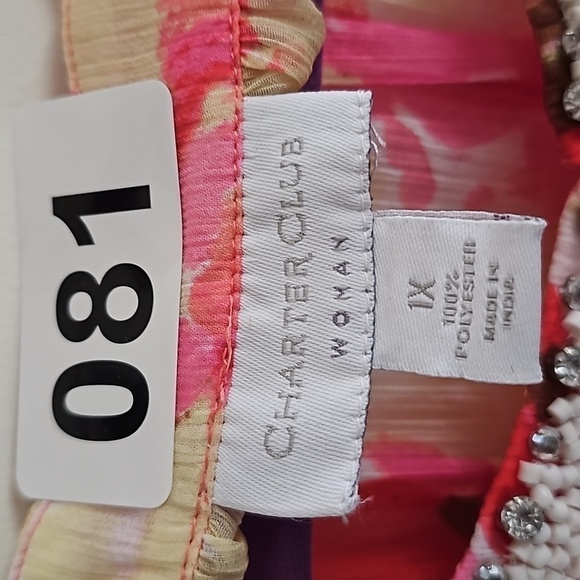 081
CHARTER CLUB
WOMAN
1X
100%
POLYESTER
MADE IN
INDIA